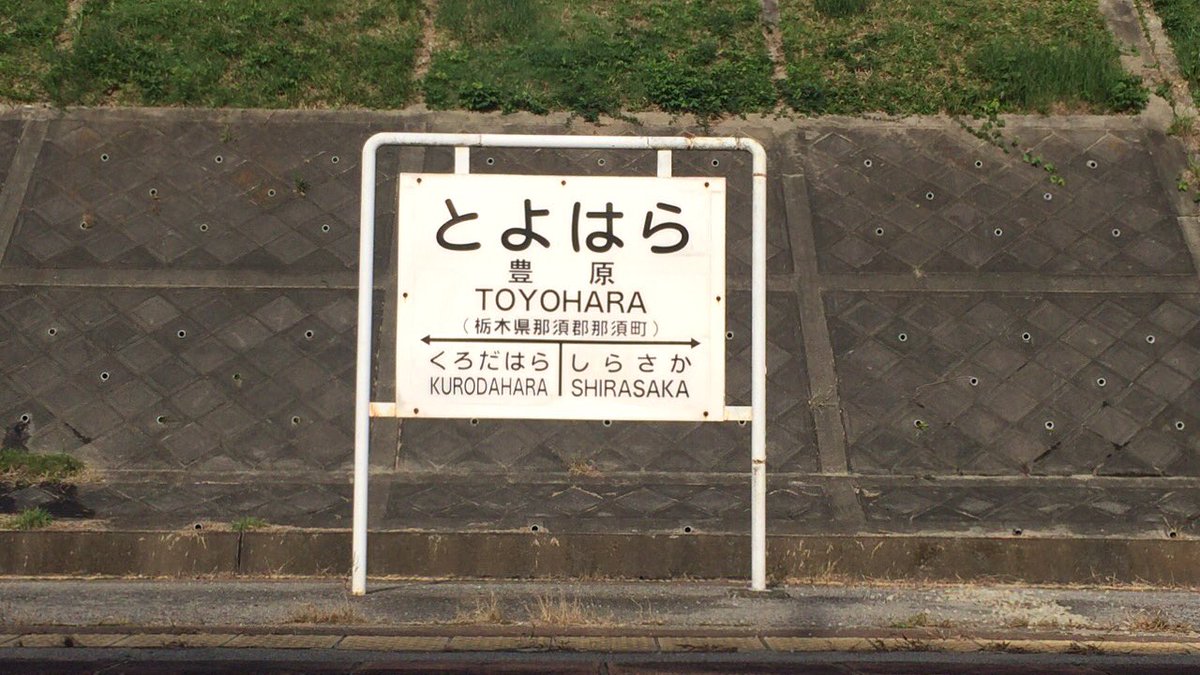 とよはら
豊原
TOYOHARA
(栃木県那須郡那須町)
くろだはら しらさか
KURODAHARA SHIRASAKA